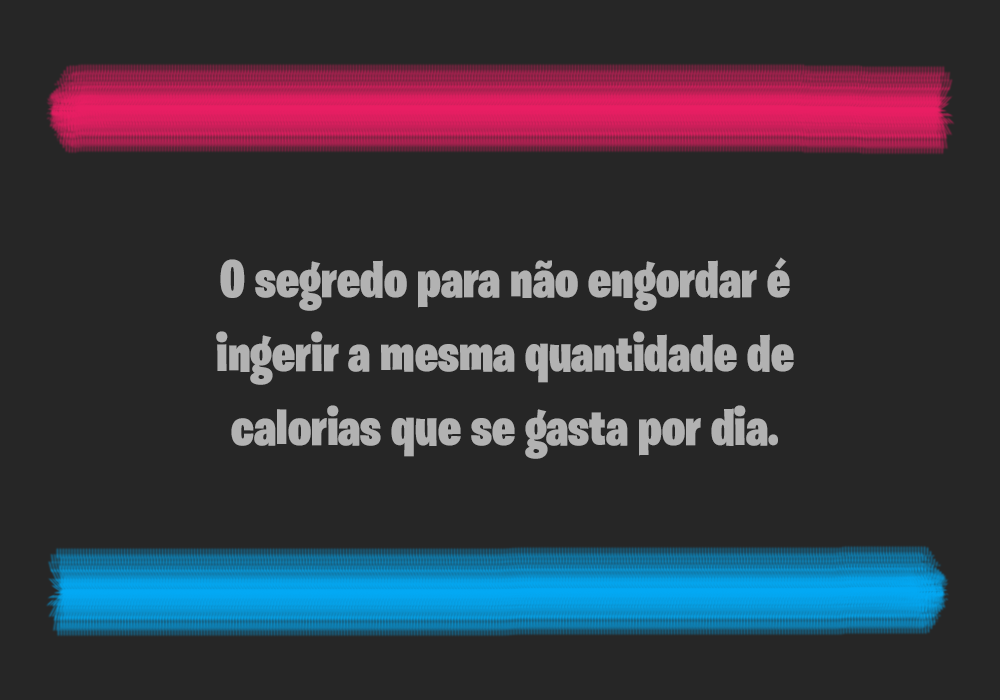 O segredo para não engordar é
ingerir a mesma quantidade de
calorias que se gasta por dia.